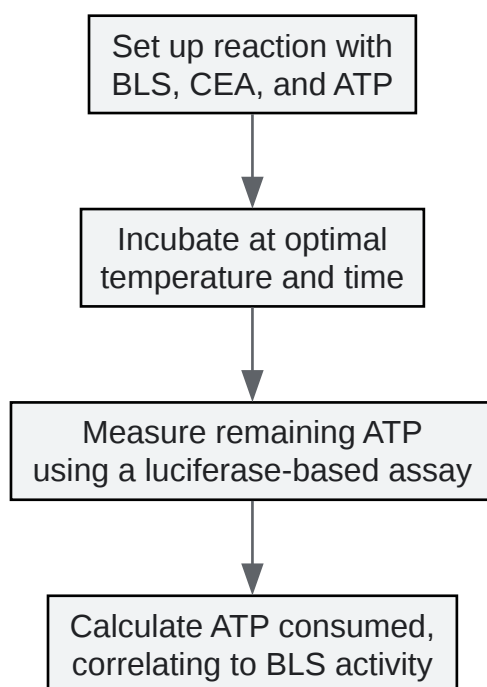 Set up reaction with
BLS, CEA, and ATP
Incubate at optimal
temperature and time
Measure remaining ATP
using a luciferase-based assay
Calculate ATP consumed,
correlating to BLS activity